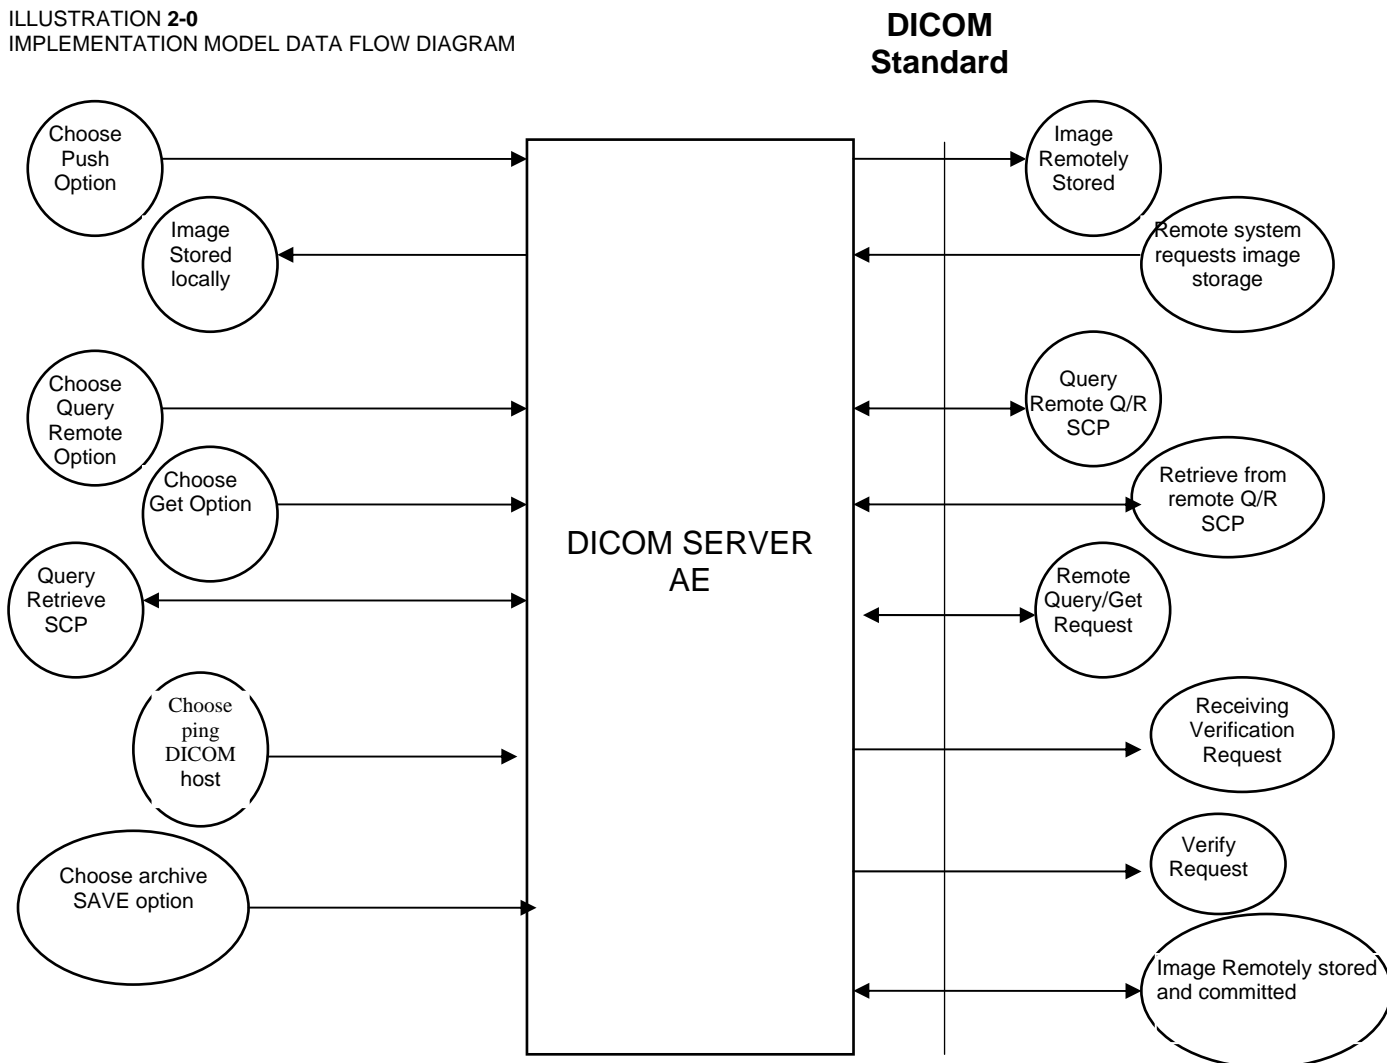 ILLUSTRATION 2-0
IMPLEMENTATION MODEL DATA FLOW DIAGRAM
DICOM
Standard
Choose
Push
Option
Image
Remotely
Stored
Image
Stored
locally
Remote system
requests image
storage
Choose
Query
Remote
Option
Query
Remote Q/R
SCP
Choose
Get Option
Retrieve from
remote Q/R
SCP
DICOM SERVER
AE
Query
Retrieve
SCP
Remote
Query/Get
Request
Choose
ping
DICOM
host
Receiving
Verification
Request
Verify
Request
Choose archive
SAVE option
Image Remotely stored
and committed